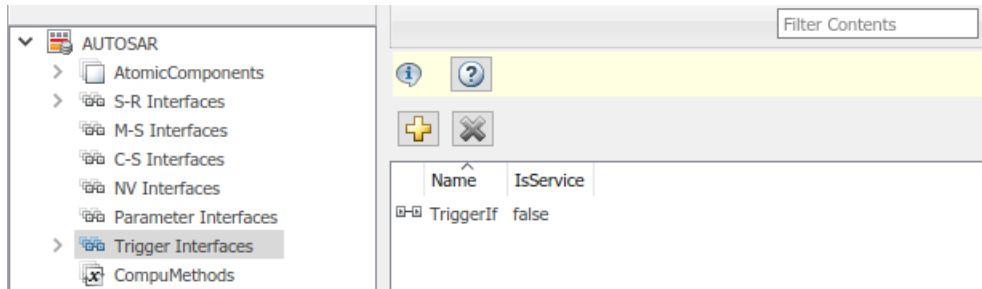 Filter Contents
AUTOSAR
AtomicComponents
S-R Interfaces
M-S Interfaces
C-S Interfaces
NV Interfaces
Parameter Interfaces
Trigger Interfaces
CompuMethods
Name IsService
TriggerIf false